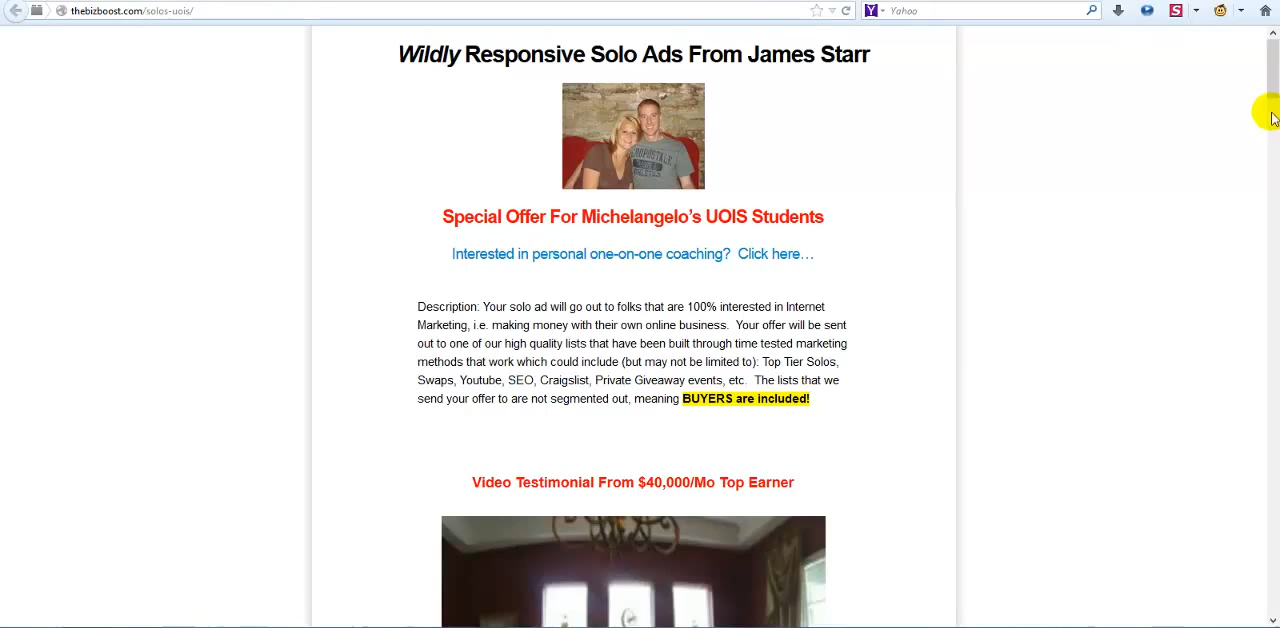 thebizboost.com/solos-uois/
Yahoo
Wildly Responsive Solo Ads From James Starr
Special Offer For Michelangelo's UOIS Students
Interested in personal one-on-one coaching?  Click here…
Description: Your solo ad will go out to folks that are 100% interested in Internet
Marketing, i.e. making money with their own online business.  Your offer will be sent
out to one of our high quality lists that have been built through time tested marketing
methods that work which could include (but may not be limited to): Top Tier Solos,
Swaps, Youtube, SEO, Craigslist, Private Giveaway events, etc.  The lists that we
send your offer to are not segmented out, meaning BUYERS are included!
Video Testimonial From $40,000/Mo Top Earner